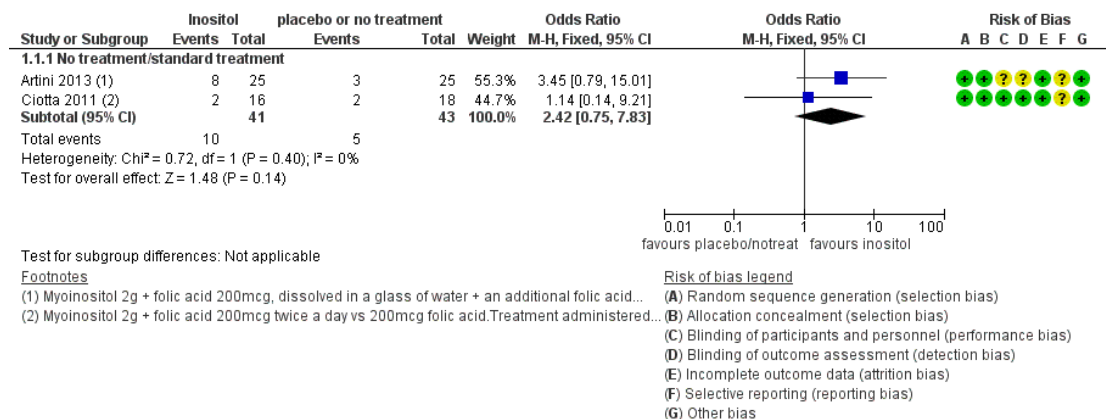 Inositol placebo or no treatment Odds Ratio Odds Ratio Risk of Bias
Study or Subgroup Events Total Events Total Weight M-H, Fixed, 95% CI M-H, Fixed, 95% CI A B C D E F G
1.1.1 No treatment/standard treatment
Artini 2013 (1) 8 25 3 25 55.3% 3.45 [0.79, 15.01] + + ? ? + ? +
Ciotta 2011 (2) 2 16 2 18 44.7% 1.14 [0.14, 9.21] + + + + + ? +
Subtotal (95% CI) 41 43 100.0% 2.42 [0.75, 7.83]
Total events 10 5
Heterogeneity: Chi² = 0.72, df = 1 (P = 0.40); I² = 0%
Test for overall effect: Z = 1.48 (P = 0.14)
0.01 0.1 1 10 100
favours placebo/notreat favours inositol
Test for subgroup differences: Not applicable
Footnotes
(1) Myoinositol 2g + folic acid 200mcg, dissolved in a glass of water + an additional folic acid...
(2) Myoinositol 2g + folic acid 200mcg twice a day vs 200mcg folic acid.Treatment administered...
Risk of bias legend
(A) Random sequence generation (selection bias)
(B) Allocation concealment (selection bias)
(C) Blinding of participants and personnel (performance bias)
(D) Blinding of outcome assessment (detection bias)
(E) Incomplete outcome data (attrition bias)
(F) Selective reporting (reporting bias)
(G) Other bias